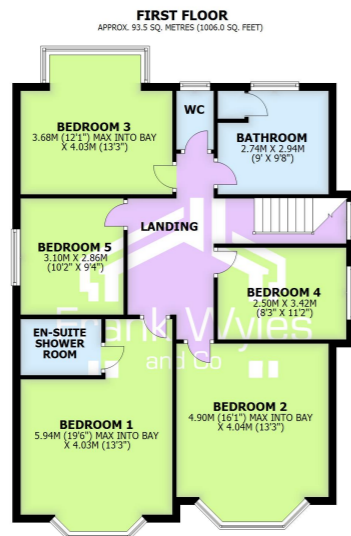 FIRST FLOOR
APPROX. 93.5 SQ. METRES (1006.0 SQ. FEET)
BEDROOM 3
3.68M (12'1") MAX INTO BAY
X 4.03M (13'3")
WC
BATHROOM
2.74M X 2.94M
(9' X 9'8")
LANDING
BEDROOM 5
3.10M X 2.86M
(10'2" X 9'4")
BEDROOM 4
2.50M X 3.42M
(8'3" X 11'2")
Frank Wyles
and Co
EN-SUITE
SHOWER
ROOM
BEDROOM 1
5.94M (19'6") MAX INTO BAY
X 4.03M (13'3")
BEDROOM 2
4.90M (16'1") MAX INTO BAY
X 4.04M (13'3")